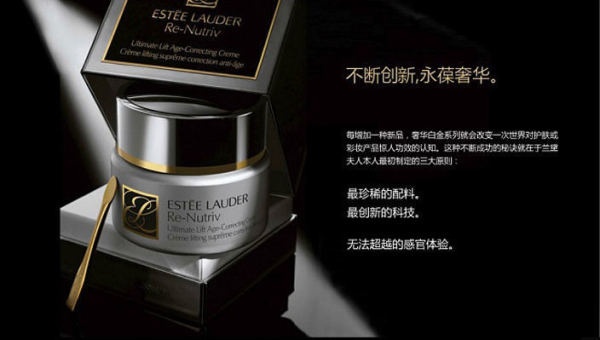 ESTĒE LAUDER
Re-Nutriv
Ultimate Lift Age-Correcting Creme
Crème lifting suprême correction anti-âge
ESTĒE LAUDER
Re-Nutriv
Ultimate Lift Age-Correcting Creme
Crème lifting suprême correction anti-âge
不断创新,永葆奢华。
每增加一种新品，奢华白金系列就会改变一次世界对护肤或
彩妆产品惊人功效的认知。这种不断成功的秘诀就在于兰黛
夫人本人最初制定的三大原则：
最珍稀的配料。
最创新的科技。
无法超越的感官体验。